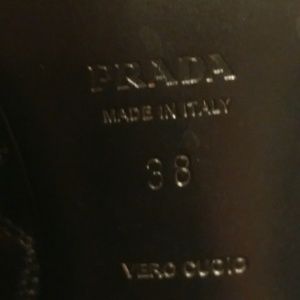 PRADA
MADE IN ITALY
38
VERO CUOIO